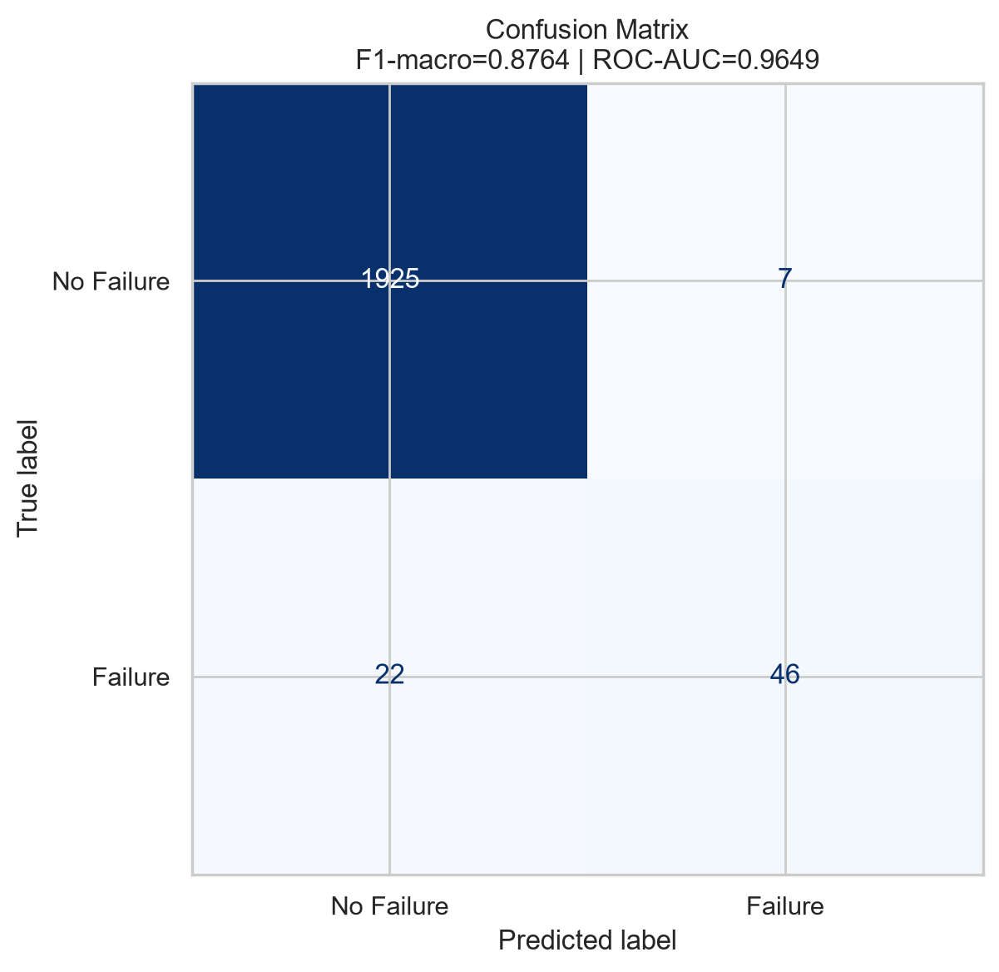 Confusion Matrix
F1-macro=0.8764 | ROC-AUC=0.9649
No Failure
1925
7
True label
Failure
22
46
No Failure
Failure
Predicted label